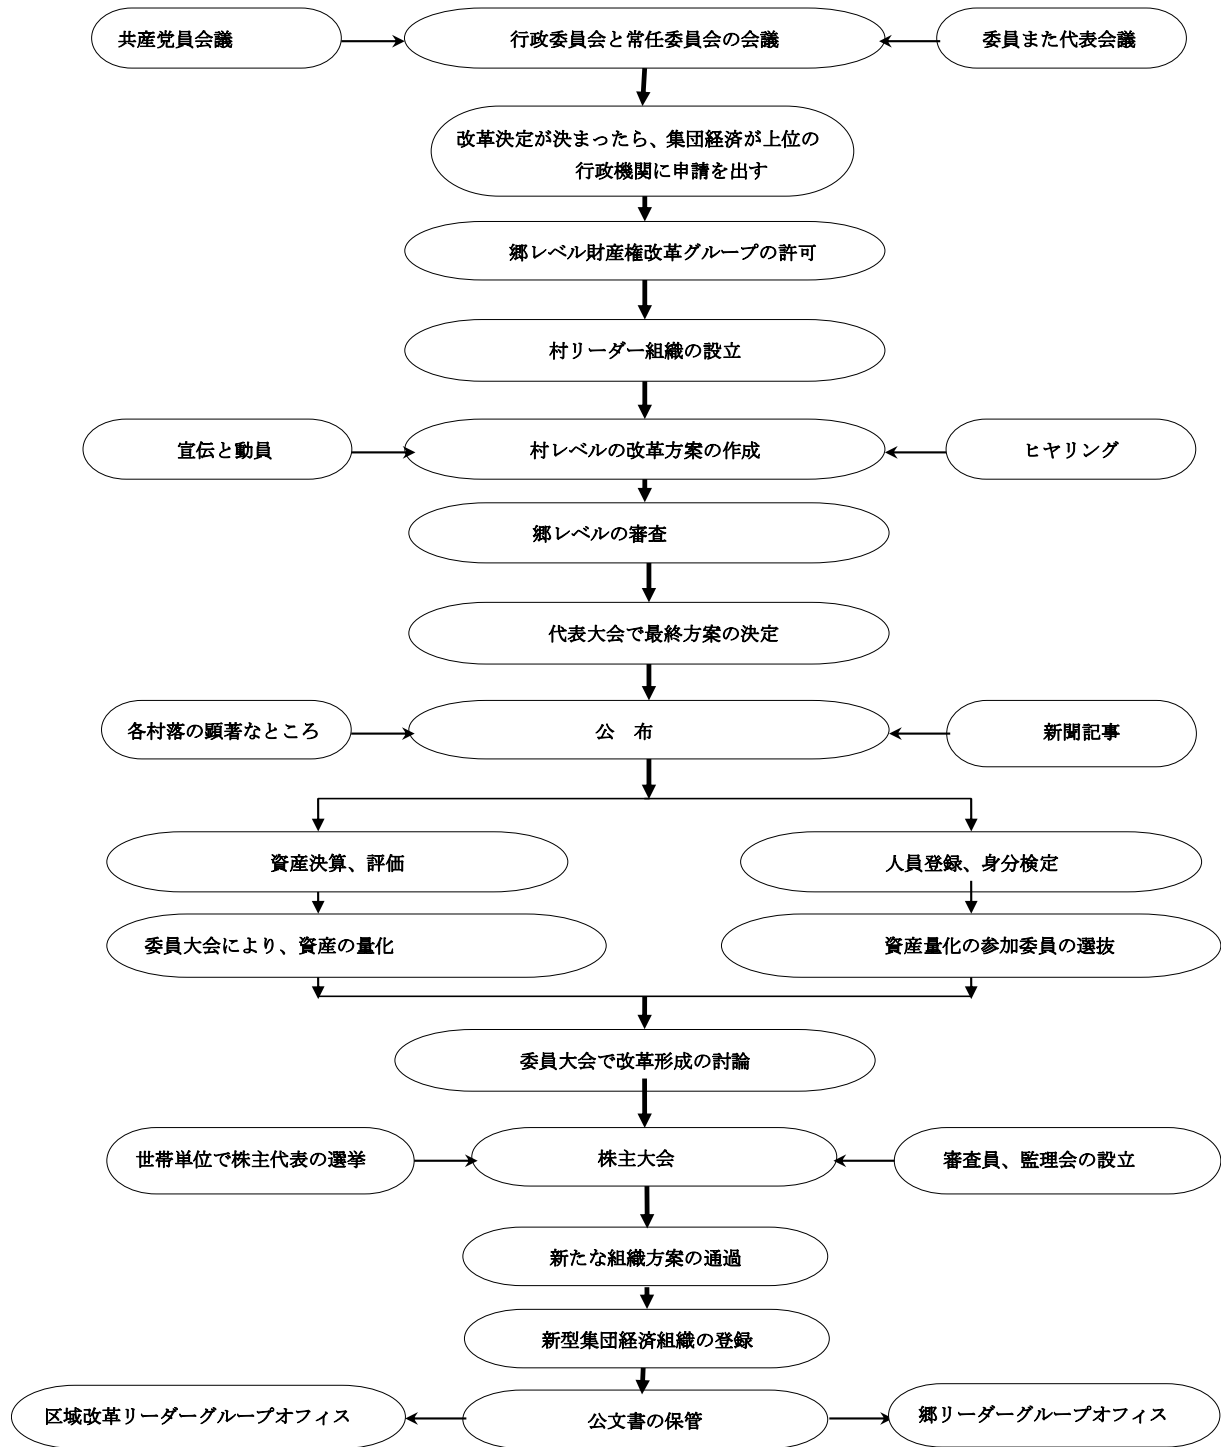 共産党員会議
行政委員会と常任委員会の会議
委員また代表会議
改革決定が決まったら、集団経済が上位の
行政機関に申請を出す
郷レベル財産権改革グループの許可
村リーダー組織の設立
宣伝と動員
村レベルの改革方案の作成
ヒヤリング
郷レベルの審査
代表大会で最終方案の決定
各村落の顕著なところ
公　布
新聞記事
資産決算、評価
人員登録、身分検定
委員大会により、資産の量化
資産量化の参加委員の選抜
委員大会で改革形成の討論
世帯単位で株主代表の選挙
株主大会
審査員、監理会の設立
新たな組織方案の通過
新型集団経済組織の登録
区域改革リーダーグループオフィス
公文書の保管
郷リーダーグループオフィス